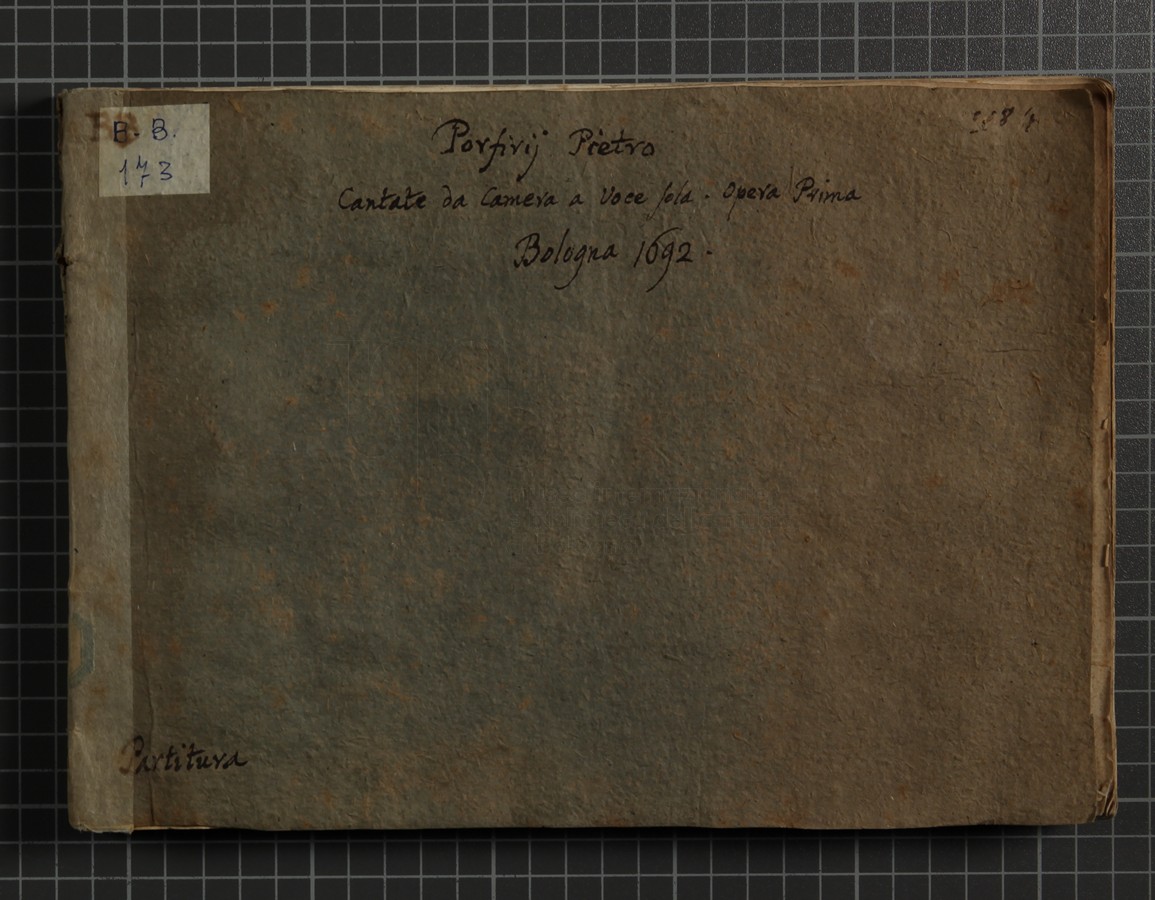 B. B.
173
Porfirij Pietro
Cantate da Camera a Voce sola. Opera Prima
Bologna 1692.
Partitura